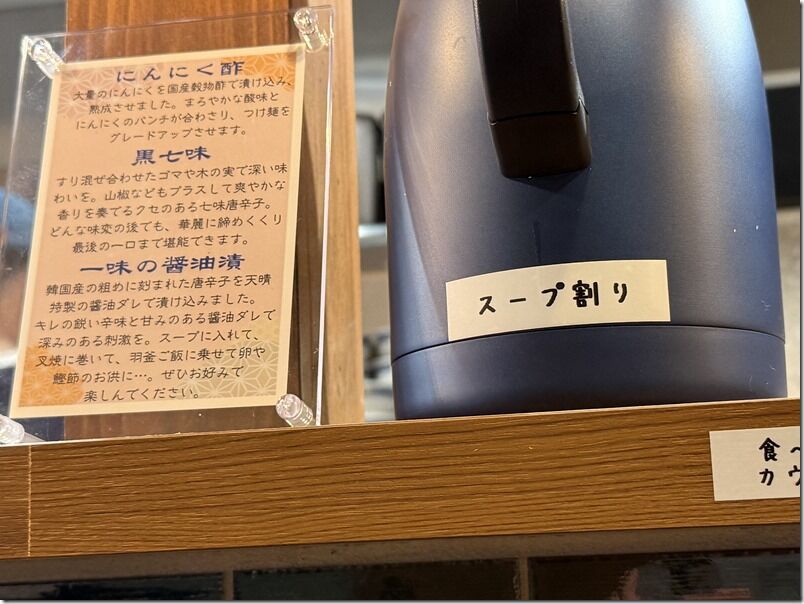 にんにく酢
大量のにんにくを国産穀物酢で漬け込み、
熟成させました。まろやかな酸味と
にんにくのパンチが合わさり、つけ麺を
グレードアップさせます。
黒七味
すり混ぜ合わせたゴマや木の実で深い味
わいを。山椒などもプラスして爽やかな
香りを奏でるクセのある七味唐辛子。
どんな味変の後でも、華麗に締めくくり
最後の一口まで堪能できます。
一味の醤油漬
韓国産の粗めに刻まれた唐辛子を天晴
特製の醤油ダレで漬け込みました。
キレの鋭い辛味と甘みのある醤油ダレで
深みのある刺激を。スープに入れて、
叉焼に巻いて、羽釜ご飯に乗せて卵や
鰹節のお供に…。ぜひお好みで
楽しんでください。
スープ割り
食べ
カウ